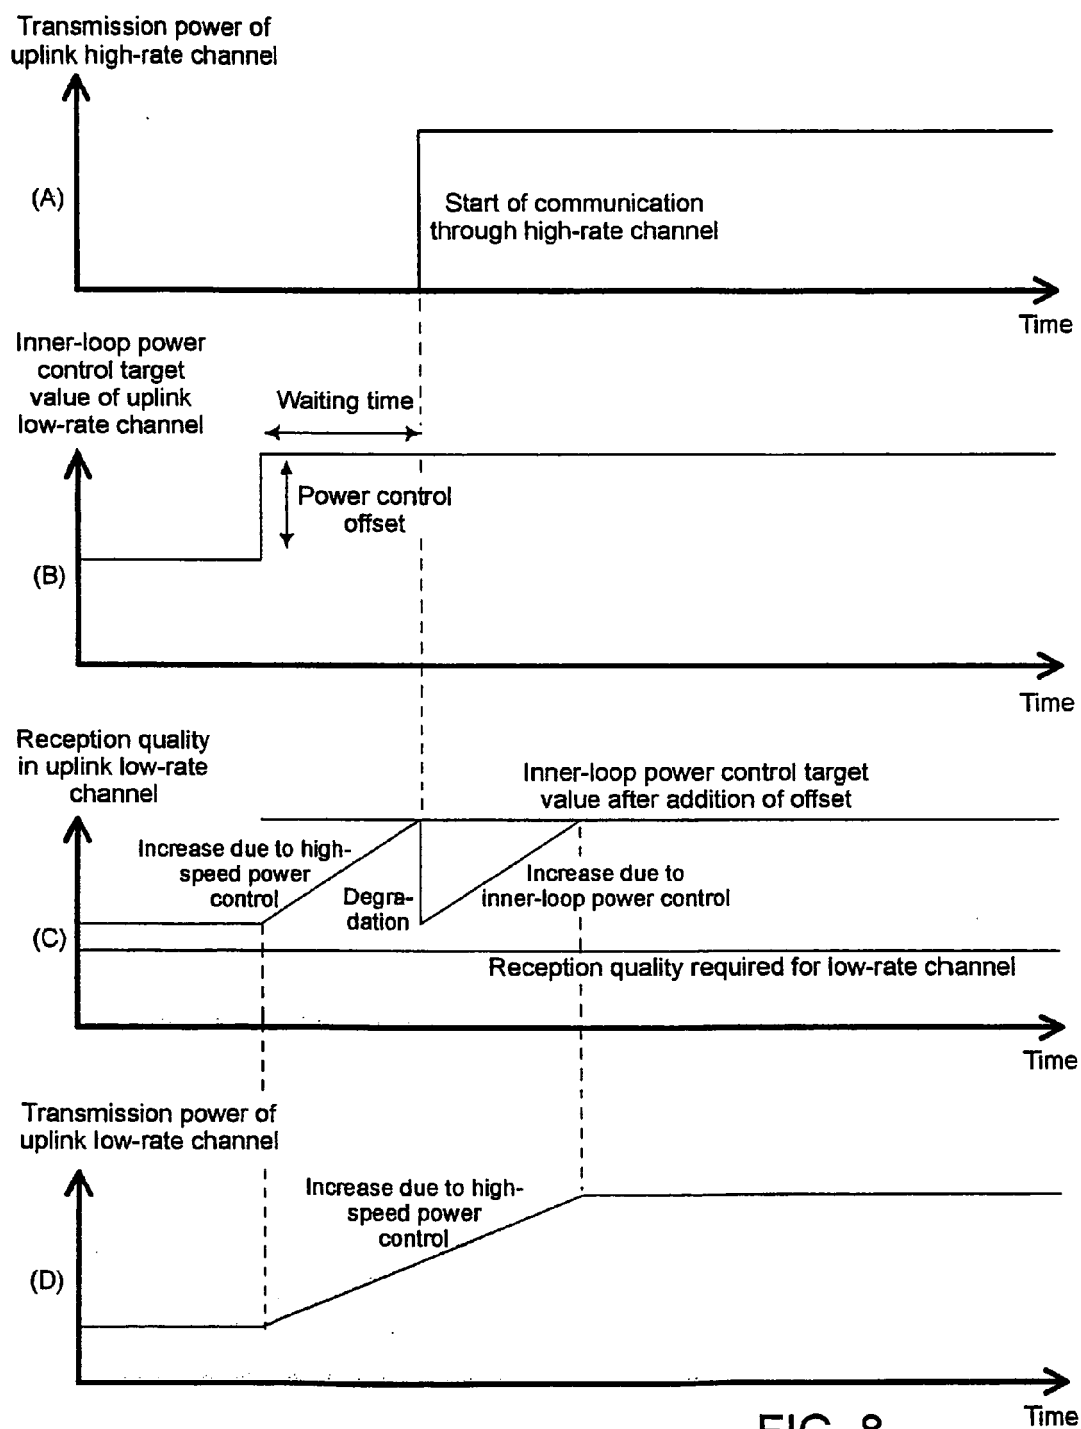 Transmission power of
uplink high-rate channel
(A)
Start of communication
through high-rate channel
Time
Inner-loop power
control target
value of uplink
low-rate channel
Waiting time
Power control
offset
(B)
Time
Reception quality
in uplink low-rate
channel
Inner-loop power control target
value after addition of offset
Increase due to high-
speed power
control
Degra-
dation
Increase due to
inner-loop power control
(C)
Reception quality required for low-rate channel
Time
Transmission power of
uplink low-rate channel
Increase due to high-
speed power
control
(D)
Time
FIG. 8